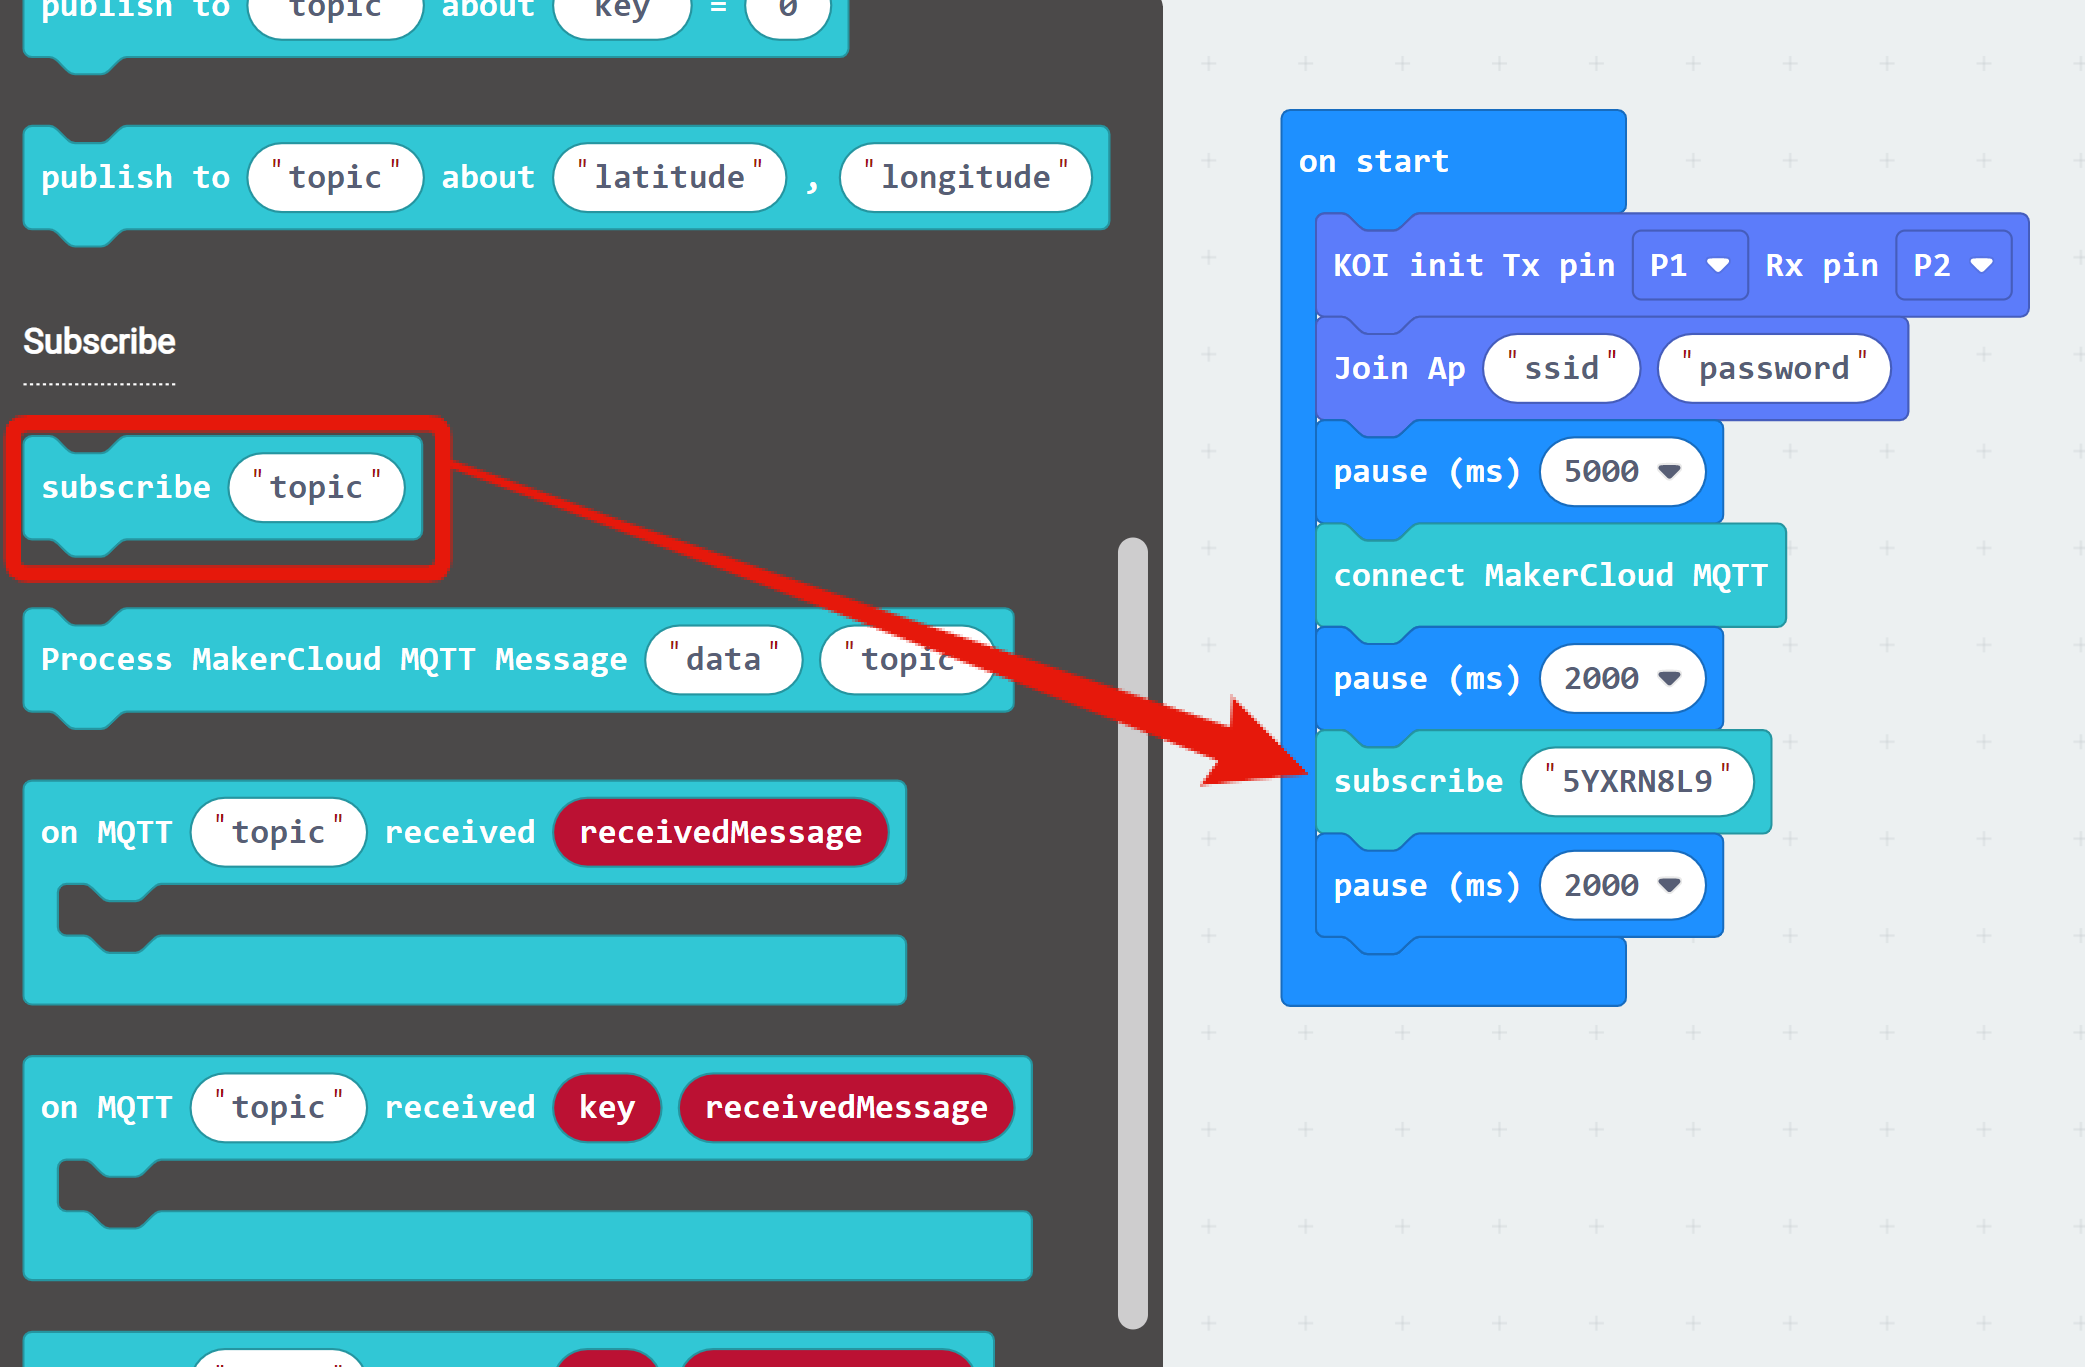 publish to topic about key = 0
publish to "topic" about "latitude" , "longitude"
Subscribe
subscribe "topic"
Process MakerCloud MQTT Message "data" "topic
on MQTT "topic" received receivedMessage
on MQTT "topic" received key receivedMessage
on start
KOI init Tx pin P1 Rx pin P2
Join Ap "ssid" "password"
pause (ms) 5000
connect MakerCloud MQTT
pause (ms) 2000
subscribe "5YXRN8L9"
pause (ms) 2000